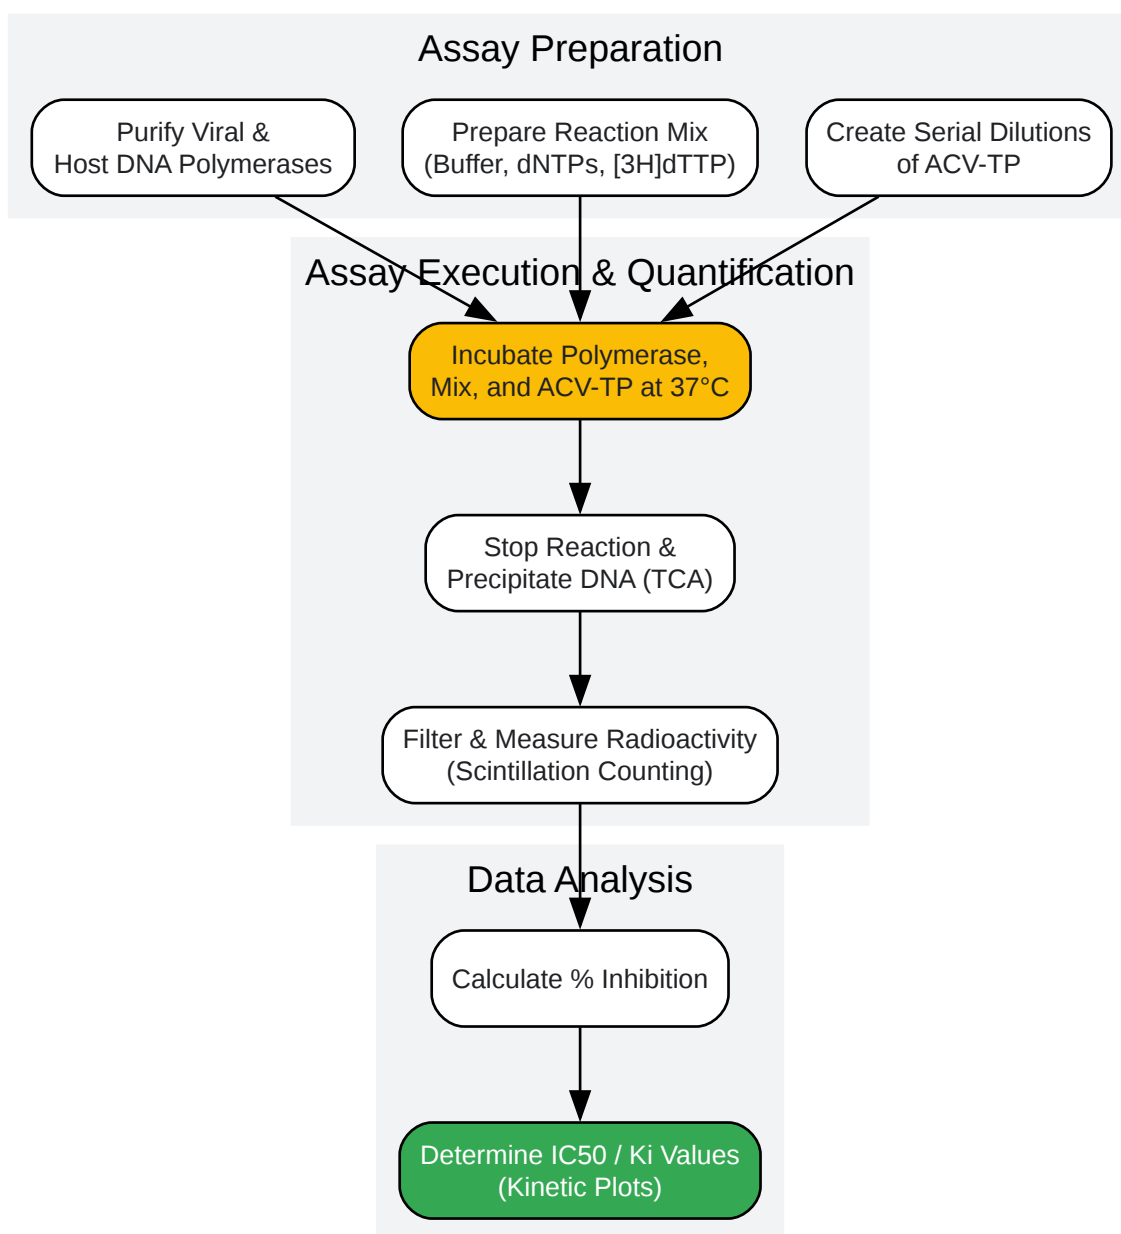 Assay Preparation
Purify Viral &
Host DNA Polymerases
Prepare Reaction Mix
(Buffer, dNTPs, [3H]dTTP)
Create Serial Dilutions
of ACV-TP
Assay Execution & Quantification
Incubate Polymerase,
Mix, and ACV-TP at 37°C
Stop Reaction &
Precipitate DNA (TCA)
Filter & Measure Radioactivity
(Scintillation Counting)
Data Analysis
Calculate % Inhibition
Determine IC50 / Ki Values
(Kinetic Plots)